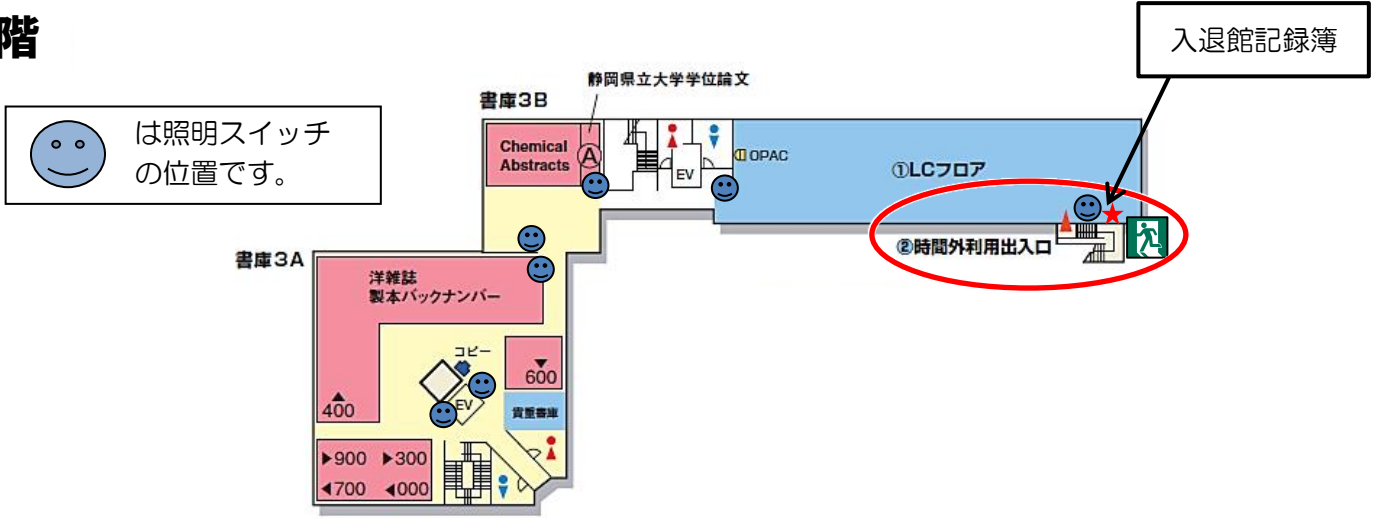 階
入退館記録簿
は照明スイッチ
の位置です。
静岡県立大学学位論文
書庫3B
Chemical
Abstracts
A
EV
OPAC
①LCフロア
②時間外利用出入口
書庫3A
洋雑誌
製本バックナンバー
コピー
▼
600
EV
▲
400
貴重書庫
▶900 ▶300
◀700 ◀000